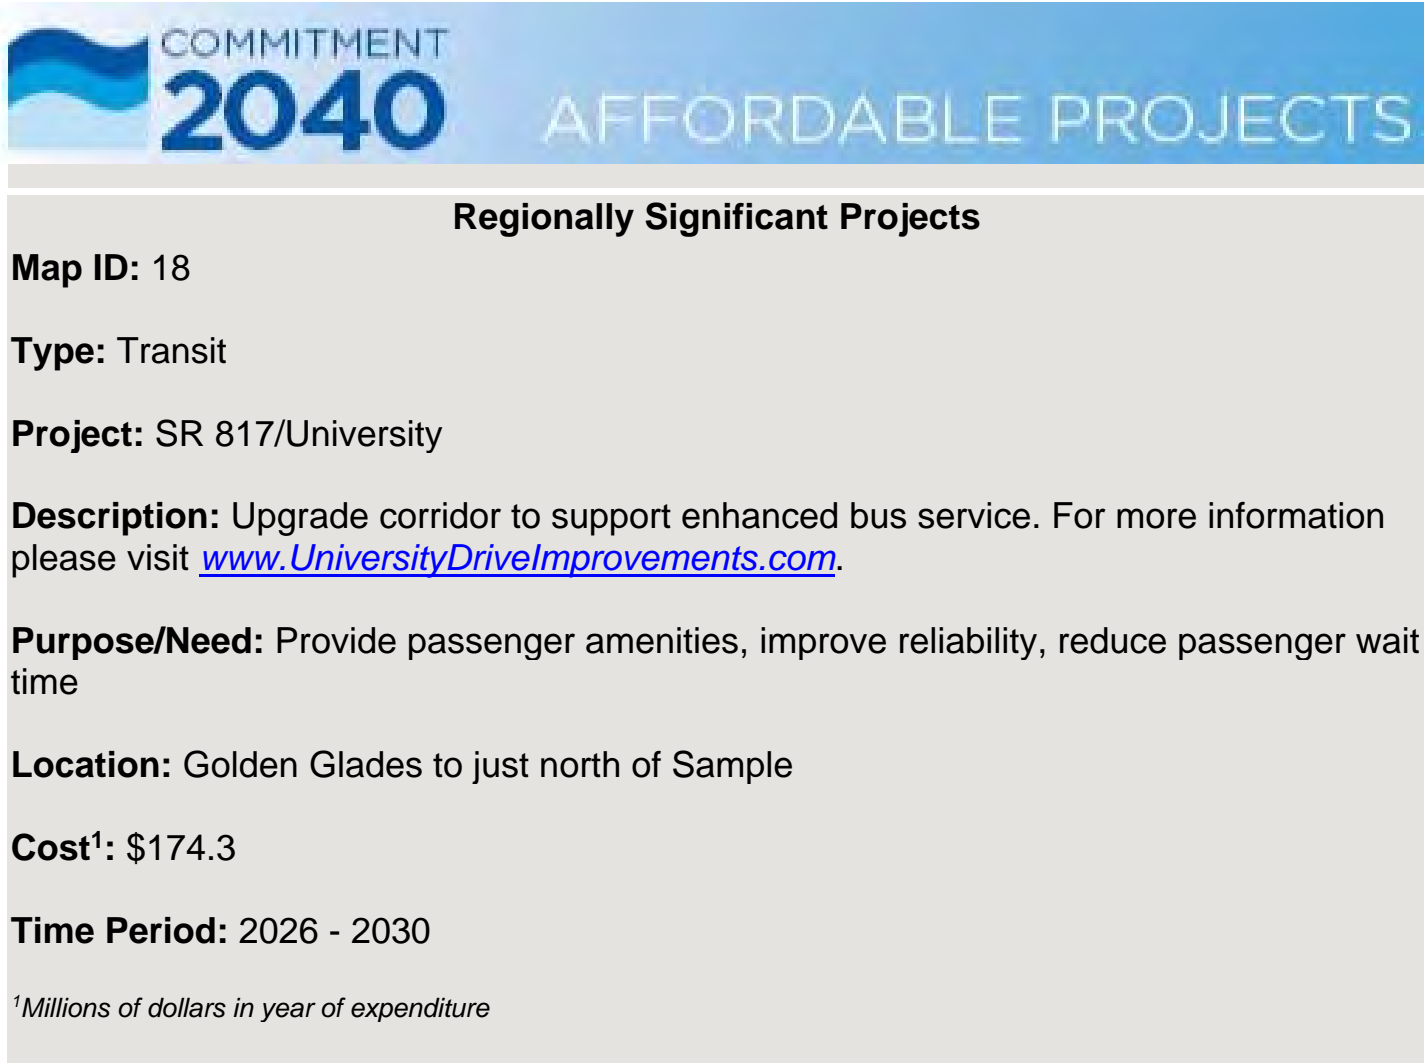 COMMITMENT
2040
AFFORDABLE PROJECTS
Regionally Significant Projects
Map ID: 18
Type: Transit
Project: SR 817/University
Description: Upgrade corridor to support enhanced bus service. For more information
please visit www.UniversityDriveImprovements.com.
Purpose/Need: Provide passenger amenities, improve reliability, reduce passenger wait
time
Location: Golden Glades to just north of Sample
Cost¹: $174.3
Time Period: 2026 - 2030
¹Millions of dollars in year of expenditure